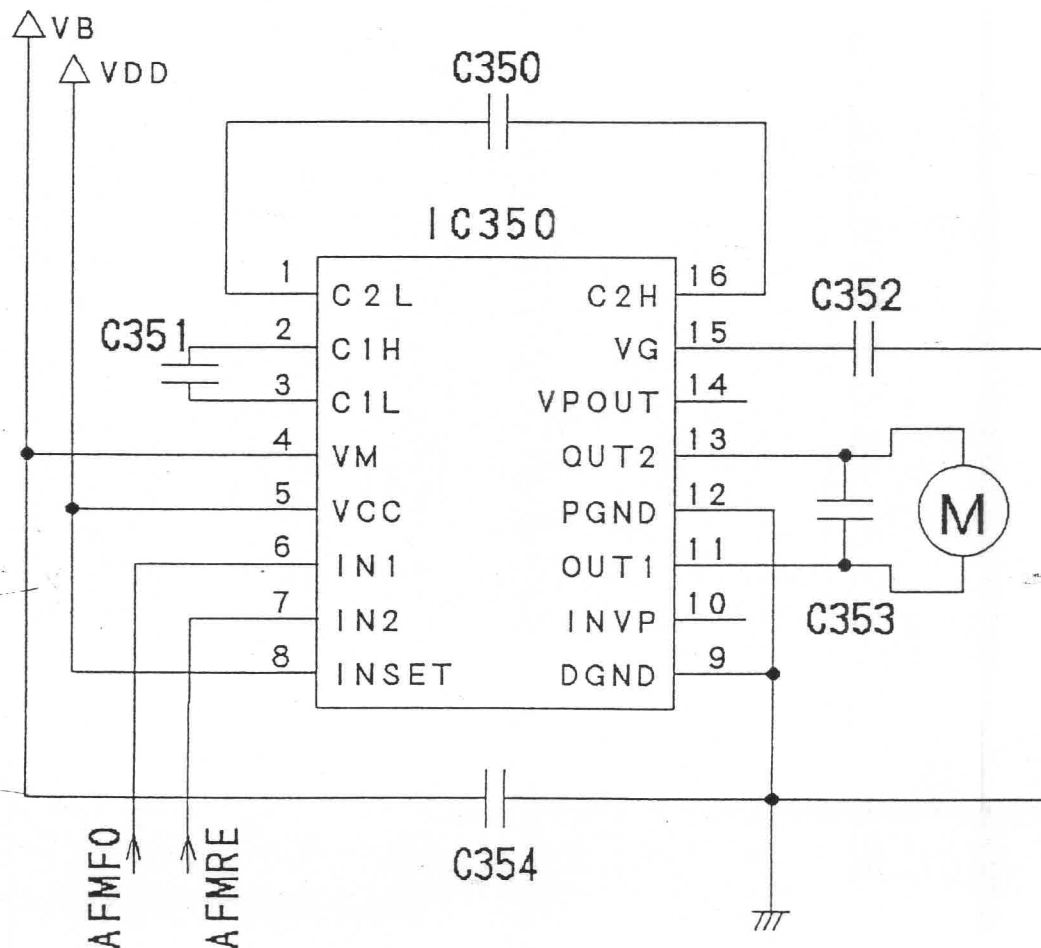 VB
VDD
C350
IC350
1 C2L C2H 16
C352
C351
2 C1H VG 15
3 C1L VPOUT 14
4 VM QUT2 13
5 VCC PGND 12
M
6 IN1 OUT1 11
7 IN2 INVP 10
C353
8 INSET DGND 9
C354
AFMFO
AFMRE